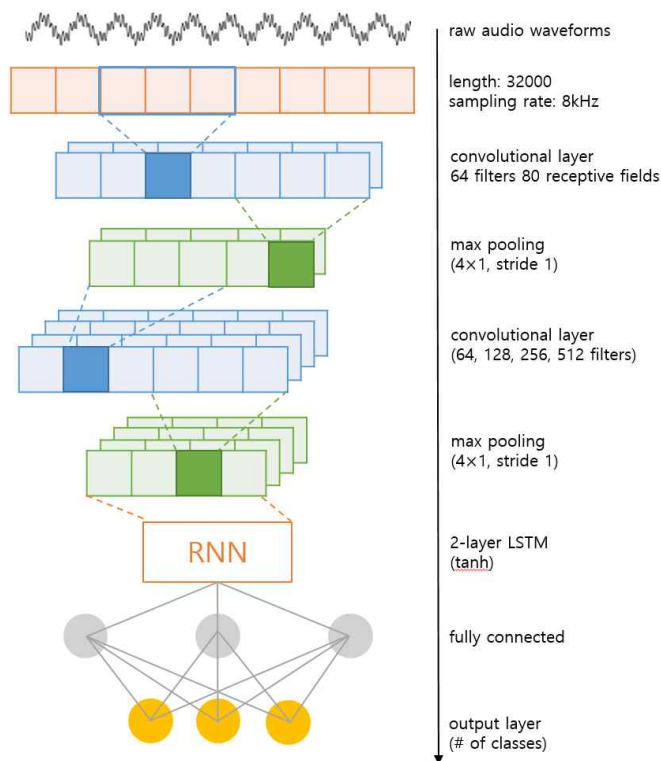 raw audio waveforms
length: 32000
sampling rate: 8kHz
convolutional layer
64 filters 80 receptive fields
max pooling
(4×1, stride 1)
convolutional layer
(64, 128, 256, 512 filters)
max pooling
(4×1, stride 1)
RNN
2-layer LSTM
(tanh)
fully connected
output layer
(# of classes)